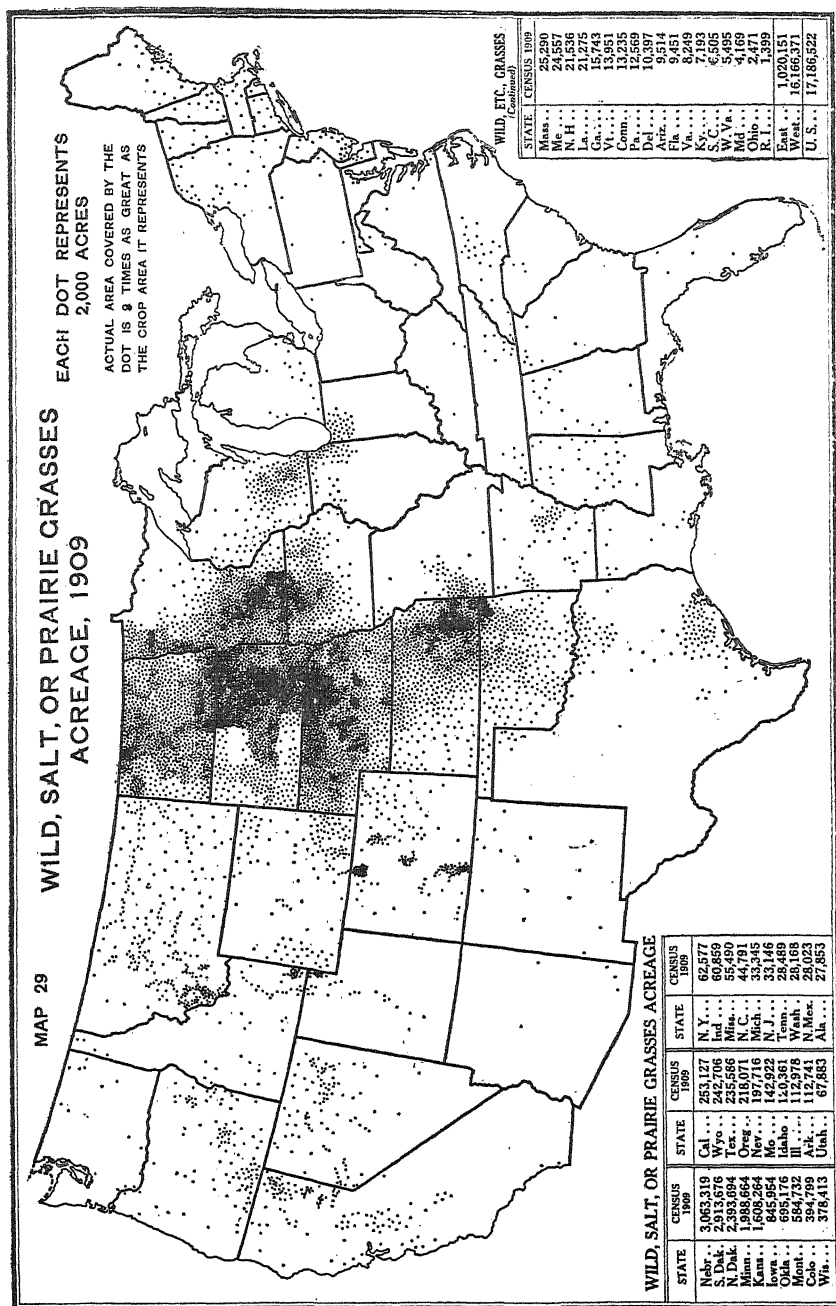 MAP 29
WILD, SALT, OR PRAIRIE GRASSES
ACREAGE, 1909
EACH DOT REPRESENTS
2,000 ACRES
ACTUAL AREA COVERED BY THE
DOT IS 9 TIMES AS GREAT AS
THE CROP AREA IT REPRESENTS
WILD, SALT, OR PRAIRIE GRASSES ACREAGE
STATE CENSUS 1909 STATE CENSUS 1909 STATE CENSUS 1909
Nebr.. 3,063,319 Cal.... 253,127 N. Y... 62,577
S. Dak. 2,913,676 Wyo... 242,706 Ind.... 60,859
N. Dak. 2,393,694 Tex.... 235,586 Miss... 55,490
Minn.. 1,988,664 Oreg... 218,071 N. C... 44,791
Kans.. 1,608,264 Nev.... 197,716 Mich... 33,345
Iowa.. 845,954 Mo.... 142,922 N. J... 33,146
Okla.. 695,176 Idaho.. 120,361 Tenn... 28,489
Mont.. 584,732 Ill..... 112,978 Wash.. 28,168
Colo... 394,799 Ark.... 112,741 N. Mex. 28,023
Wis... 378,413 Utah... 67,883 Ala.... 27,853
WILD, ETC., GRASSES
(Continued)
STATE CENSUS 1909
Mass... 25,290
Me.... 24,557
N. H... 21,536
La..... 21,275
Ga..... 15,743
Vt..... 13,951
Conn... 13,235
Pa..... 12,569
Del.... 10,397
Ariz... 9,514
Fla.... 9,451
Va..... 8,249
Ky..... 7,193
S. C... 6,505
W. Va.. 5,495
Md.... 4,169
Ohio... 2,471
R. I.... 1,399
East... 1,020,151
West.. 16,166,371
U. S... 17,186,522